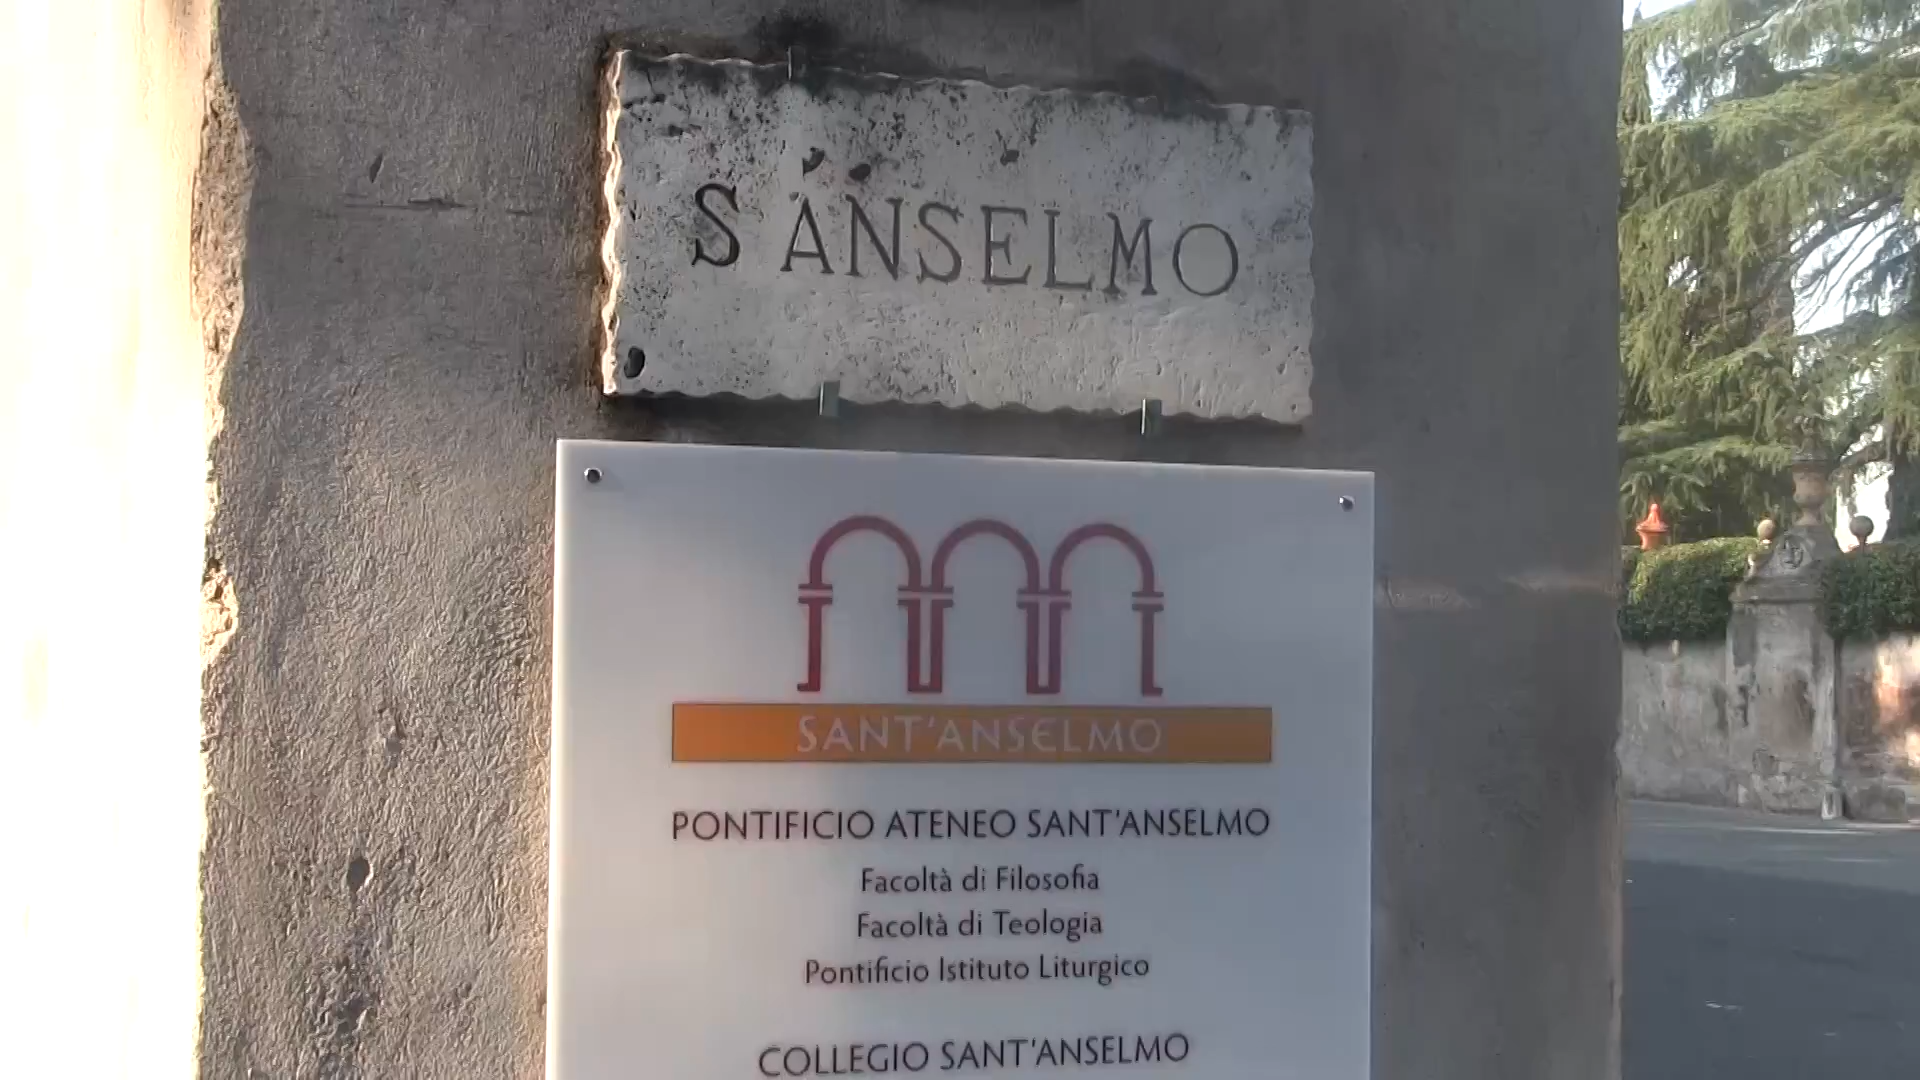 S ANSELMO
SANT'ANSELMO
PONTIFICIO ATENEO SANT'ANSELMO
Facoltà di Filosofia
Facoltà di Teologia
Pontificio Istituto Liturgico
COLLEGIO SANT'ANSELMO